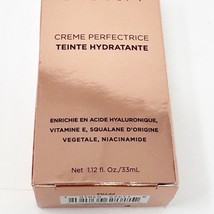 CREME PERFECTRICE
TEINTE HYDRATANTE
ENRICHIE EN ACIDE HYALURONIQUE,
VITAMINE E, SQUALANE D'ORIGINE
VEGETALE, NIACINAMIDE
Net 1.12 fl. Oz./33mL